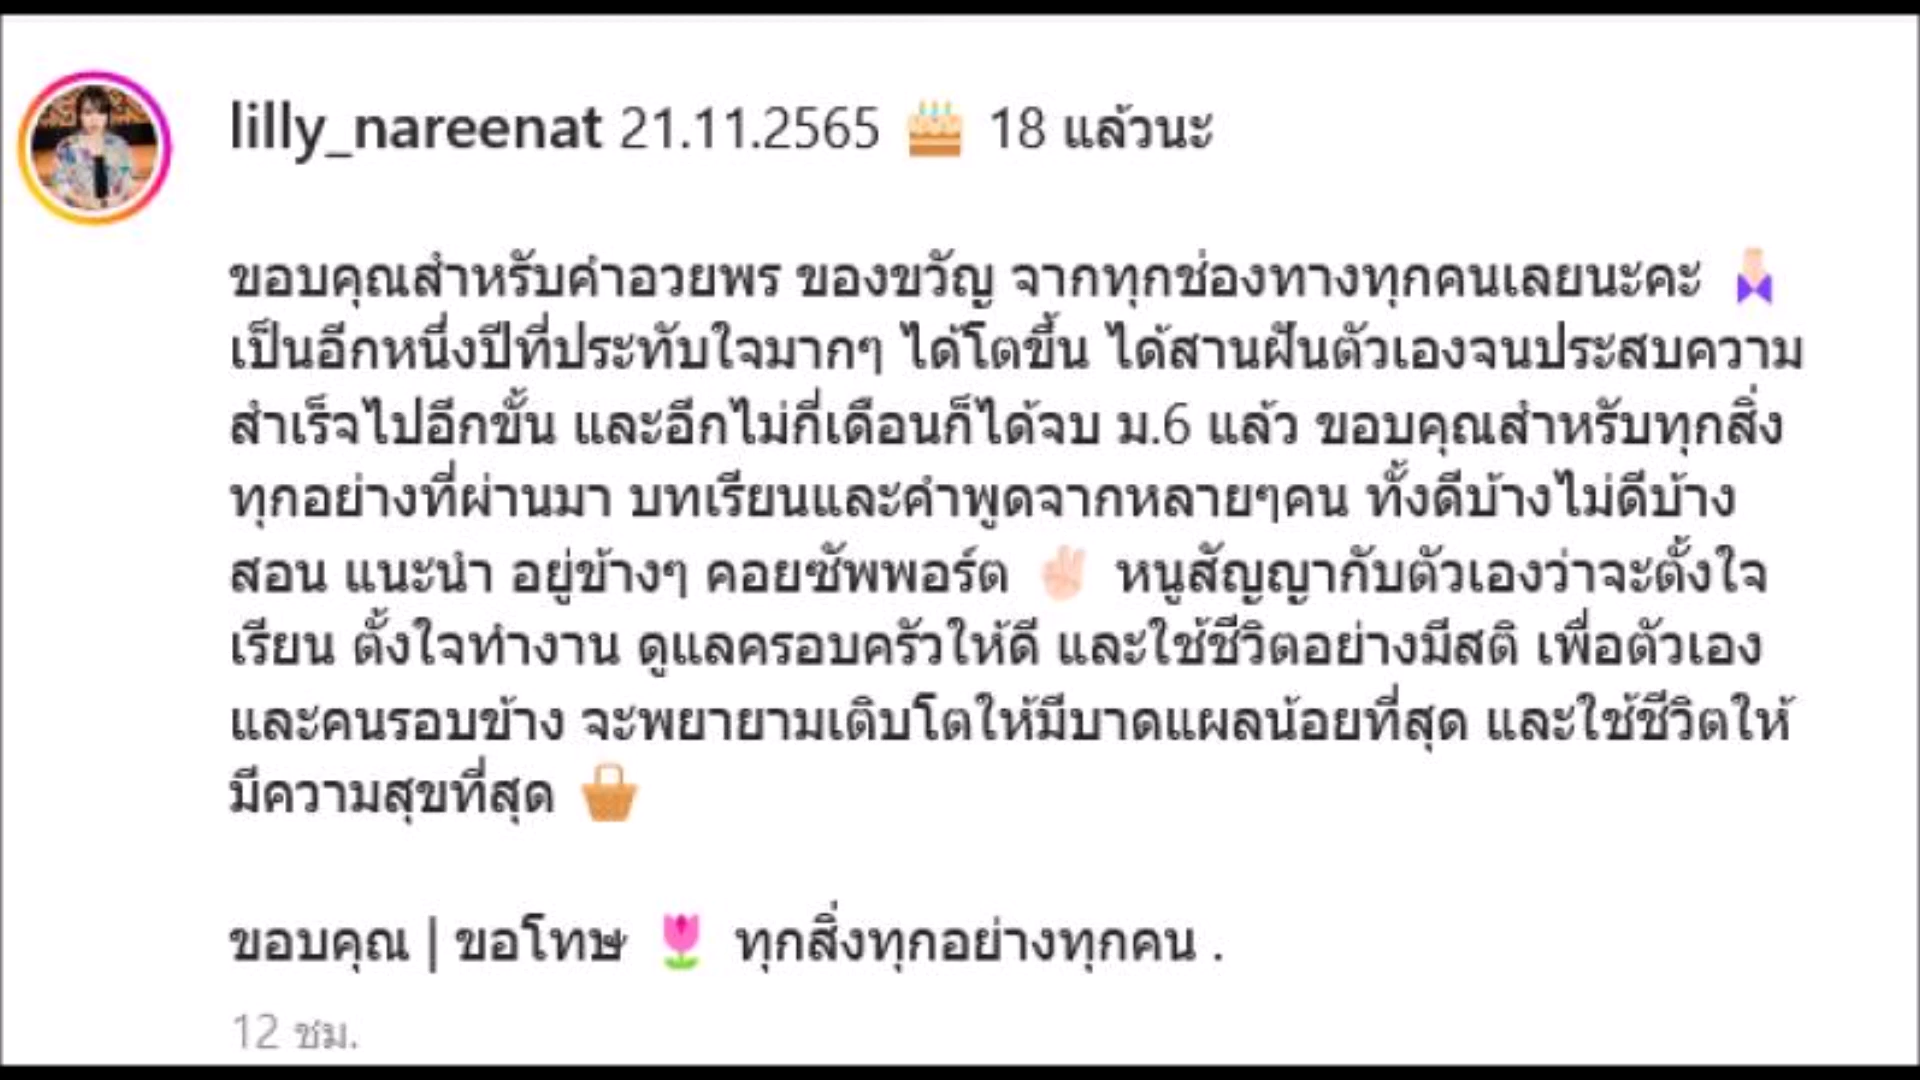 lilly_nareenat 21.11.2565 🎂 18 แล้วนะ
ขอบคุณสำหรับคำอวยพร ของขวัญ จากทุกช่องทางทุกคนเลยนะคะ
เป็นอีกหนึ่งปีที่ประทับใจมากๆ ได้โตขึ้น ได้สานฝันตัวเองจนประสบความ
สำเร็จไปอีกขั้น และอีกไม่กี่เดือนก็ได้จบ ม.6 แล้ว ขอบคุณสำหรับทุกสิ่ง
ทุกอย่างที่ผ่านมา บทเรียนและคำพูดจากหลายๆคน ทั้งดีบ้างไม่ดีบ้าง
สอน แนะนำ อยู่ข้างๆ คอยซัพพอร์ต ✌🏻 หนูสัญญากับตัวเองว่าจะตั้งใจ
เรียน ตั้งใจทำงาน ดูแลครอบครัวให้ดี และใช้ชีวิตอย่างมีสติ เพื่อตัวเอง
และคนรอบข้าง จะพยายามเติบโตให้มีบาดแผลน้อยที่สุด และใช้ชีวิตให้
มีความสุขที่สุด 🧺
ขอบคุณ | ขอโทษ 🌷 ทุกสิ่งทุกอย่างทุกคน .
12 ชม.